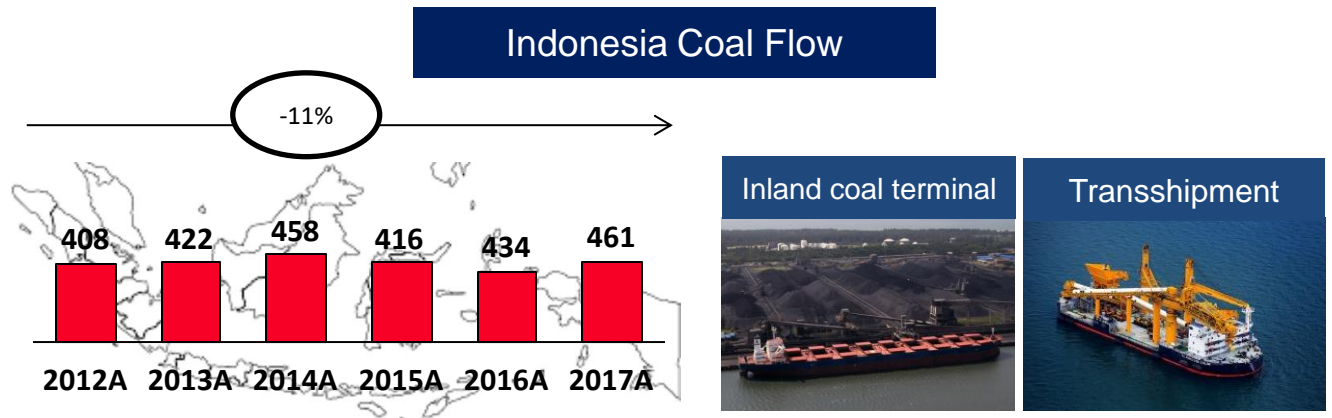 Indonesia Coal Flow
-11%
408 422 458 416 434 461
2012A 2013A 2014A 2015A 2016A 2017A
Inland coal terminal
Transshipment